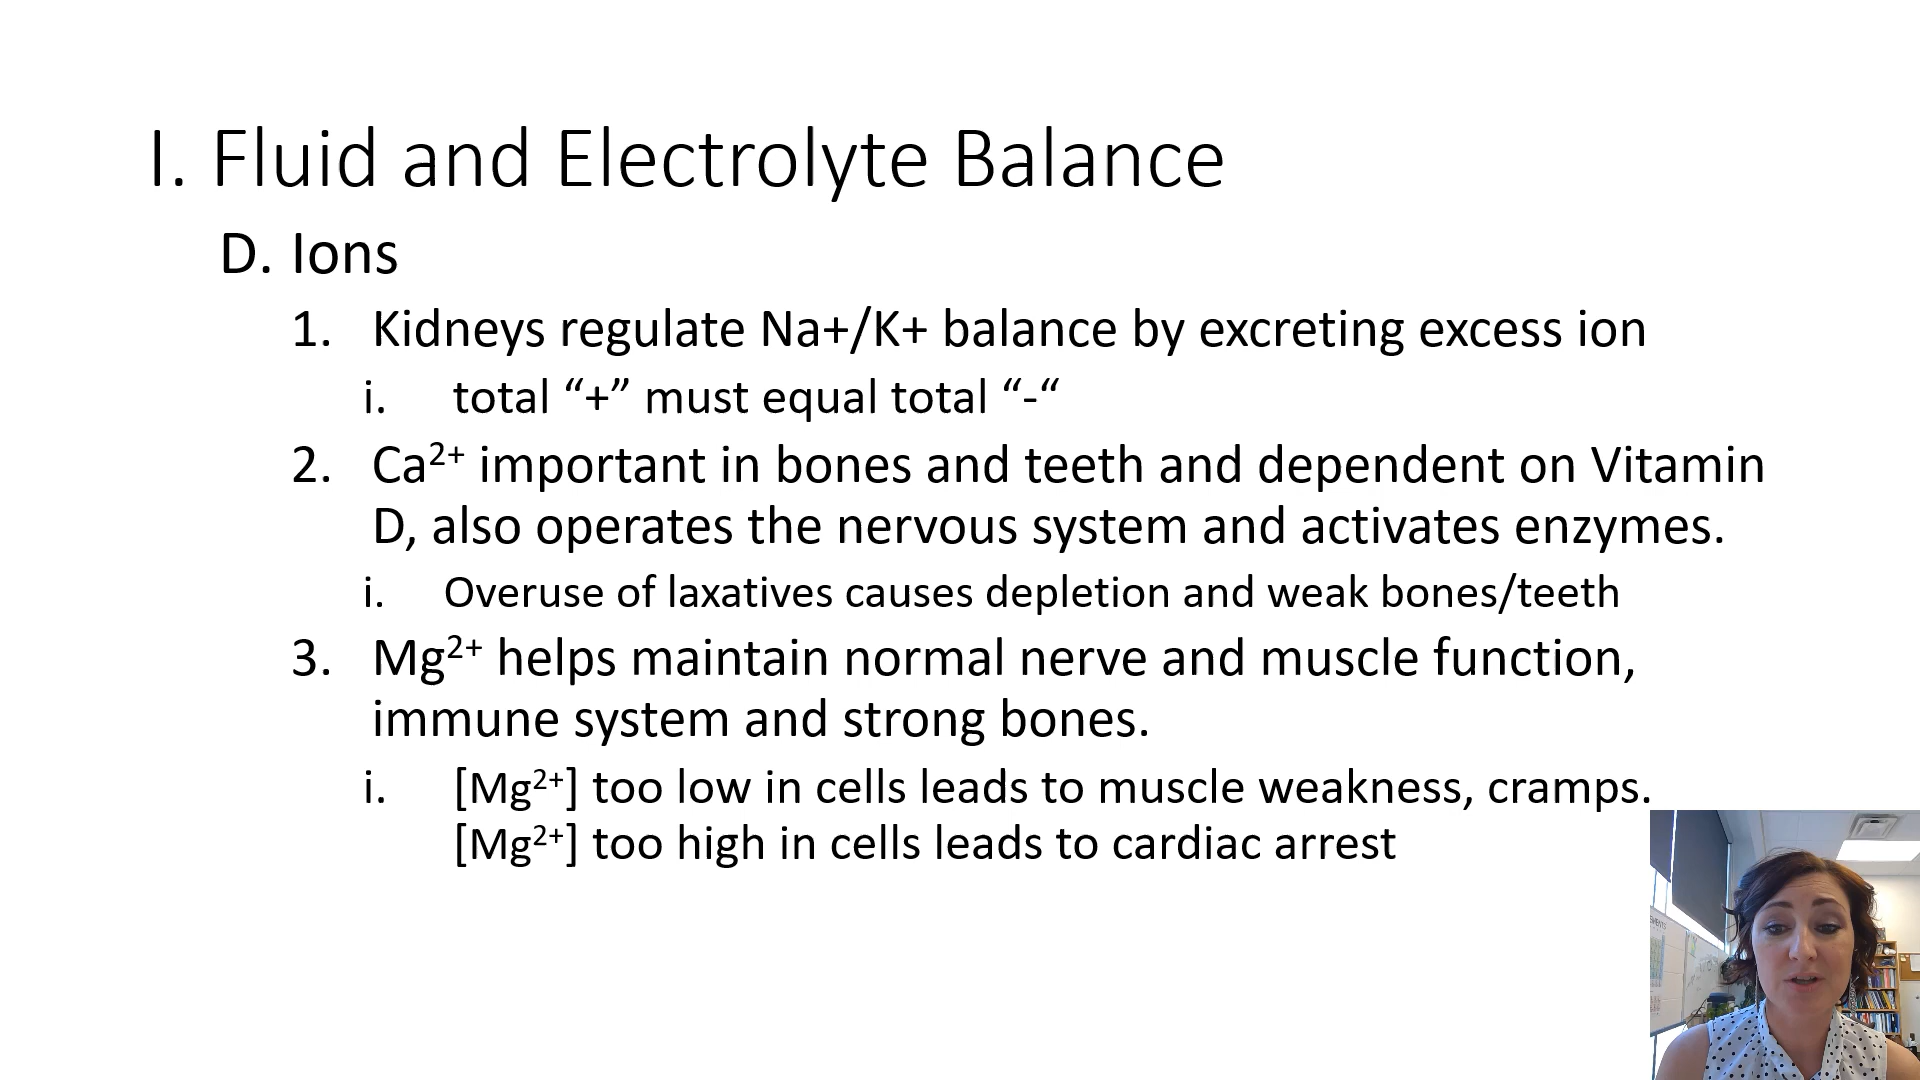 I. Fluid and Electrolyte Balance
D. Ions
1. Kidneys regulate Na+/K+ balance by excreting excess ion
i. total “+” must equal total “-“
2. Ca²⁺ important in bones and teeth and dependent on Vitamin
D, also operates the nervous system and activates enzymes.
i. Overuse of laxatives causes depletion and weak bones/teeth
3. Mg²⁺ helps maintain normal nerve and muscle function,
immune system and strong bones.
i. [Mg²⁺] too low in cells leads to muscle weakness, cramps.
[Mg²⁺] too high in cells leads to cardiac arrest